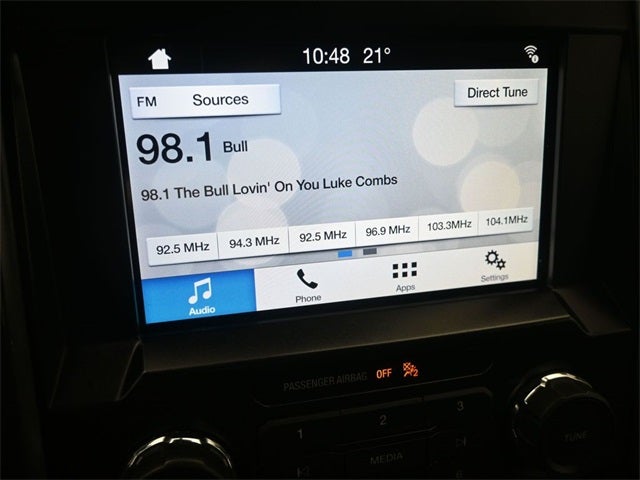 10:48 21°
FM Sources
Direct Tune
98.1 Bull
98.1 The Bull Lovin' On You Luke Combs
92.5 MHz 94.3 MHz 92.5 MHz 96.9 MHz 103.3MHz 104.1MHz
Audio Phone Apps Settings
PASSENGER AIRBAG OFF 2
1 2 3
MEDIA
TUNE
6